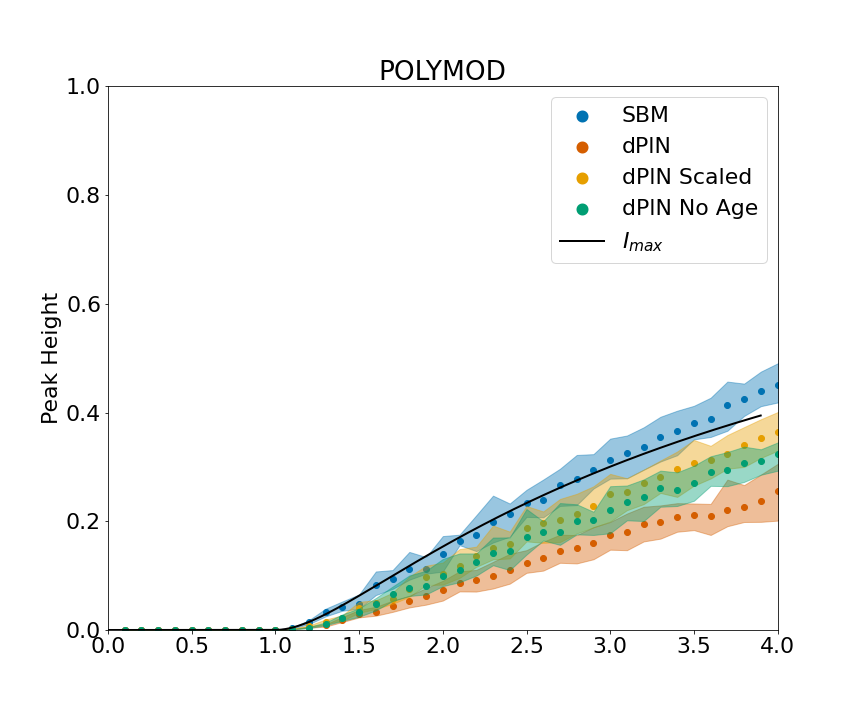 POLYMOD
SBM
dPIN
dPIN Scaled
dPIN No Age
I_{max}
Peak Height
1.0
0.8
0.6
0.4
0.2
0.0
0.0 0.5 1.0 1.5 2.0 2.5 3.0 3.5 4.0